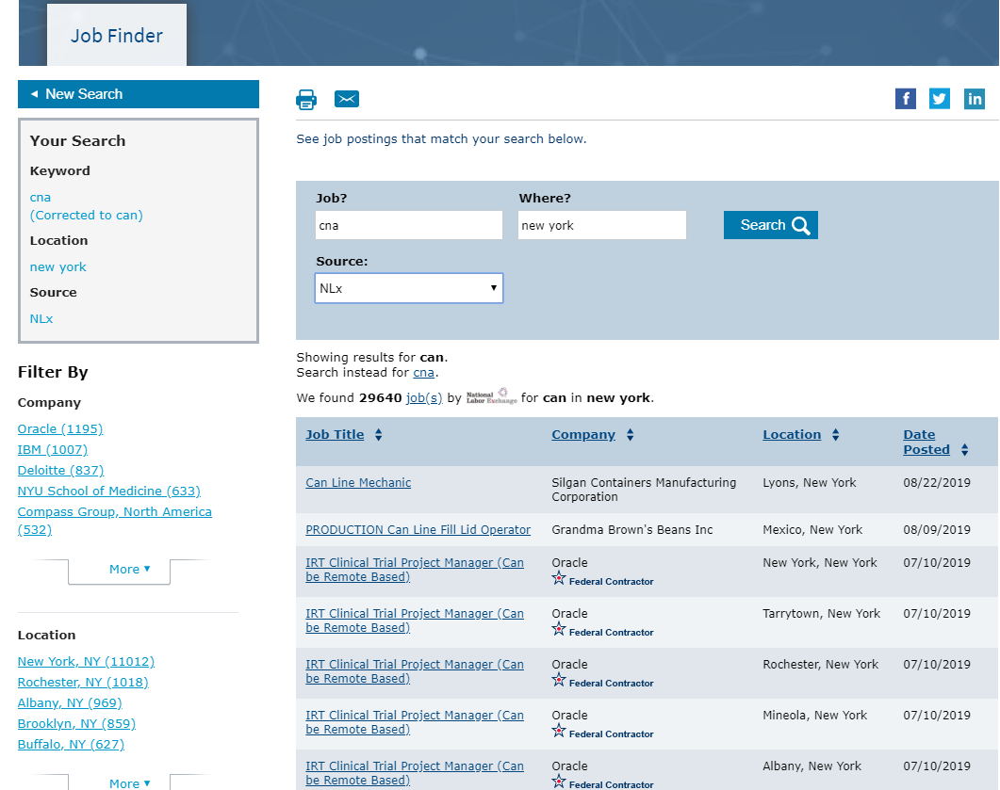 Job Finder
◄ New Search
Your Search
Keyword
cna
(Corrected to can)
Location
new york
Source
NLx
Filter By
Company
Oracle (1195)
IBM (1007)
Deloitte (837)
NYU School of Medicine (633)
Compass Group, North America
(532)
More ▼
Location
New York, NY (11012)
Rochester, NY (1018)
Albany, NY (969)
Brooklyn, NY (859)
Buffalo, NY (627)
More ▼
f in
See job postings that match your search below.
Job? Where?
cna new york Search
Source:
NLx
Showing results for can.
Search instead for cna.
We found 29640 job(s) by National Labor Exchange for can in new york.
Job Title Company Location Date
Posted
Can Line Mechanic Silgan Containers Manufacturing Lyons, New York 08/22/2019
Corporation
PRODUCTION Can Line Fill Lid Operator Grandma Brown's Beans Inc Mexico, New York 08/09/2019
IRT Clinical Trial Project Manager (Can Oracle New York, New York 07/10/2019
be Remote Based) Federal Contractor
IRT Clinical Trial Project Manager (Can Oracle Tarrytown, New York 07/10/2019
be Remote Based) Federal Contractor
IRT Clinical Trial Project Manager (Can Oracle Rochester, New York 07/10/2019
be Remote Based) Federal Contractor
IRT Clinical Trial Project Manager (Can Oracle Mineola, New York 07/10/2019
be Remote Based) Federal Contractor
IRT Clinical Trial Project Manager (Can Oracle Albany, New York 07/10/2019
be Remote Based) Federal Contractor